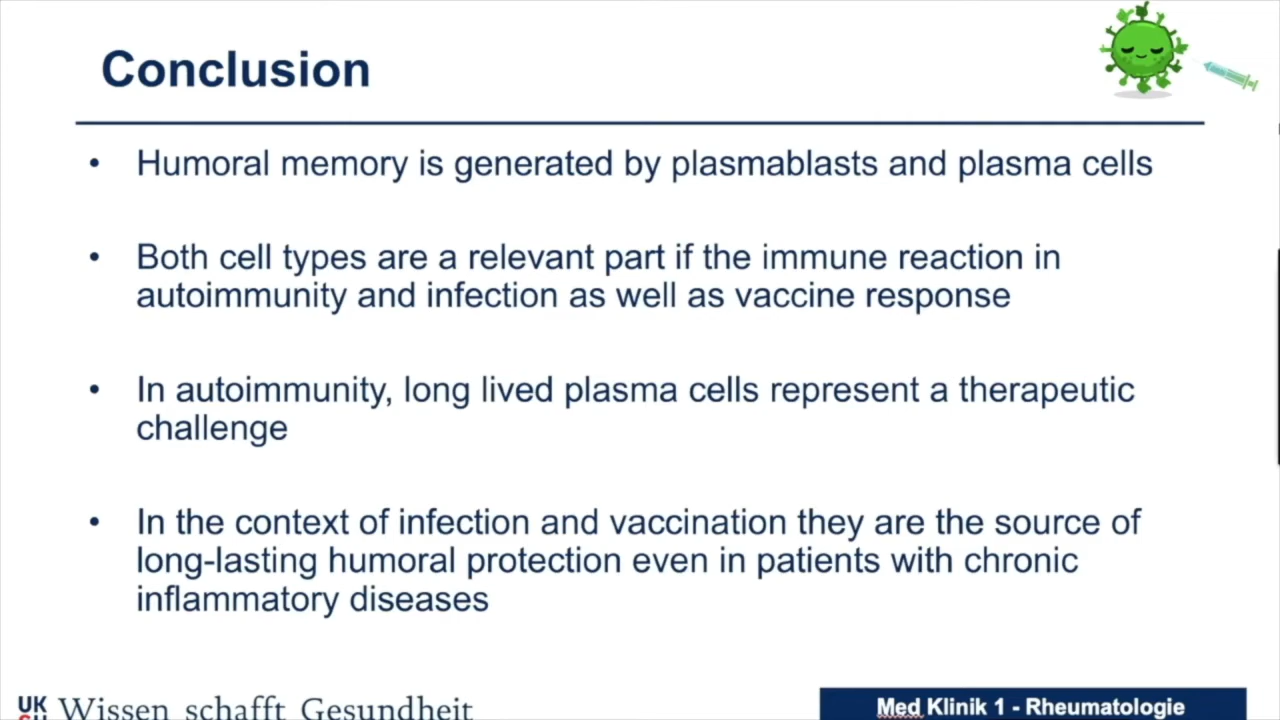 Conclusion
• Humoral memory is generated by plasmablasts and plasma cells
• Both cell types are a relevant part if the immune reaction in
autoimmunity and infection as well as vaccine response
• In autoimmunity, long lived plasma cells represent a therapeutic
challenge
• In the context of infection and vaccination they are the source of
long-lasting humoral protection even in patients with chronic
inflammatory diseases
UK
SH
Wissen schafft Gesundheit
Med Klinik 1 - Rheumatologie